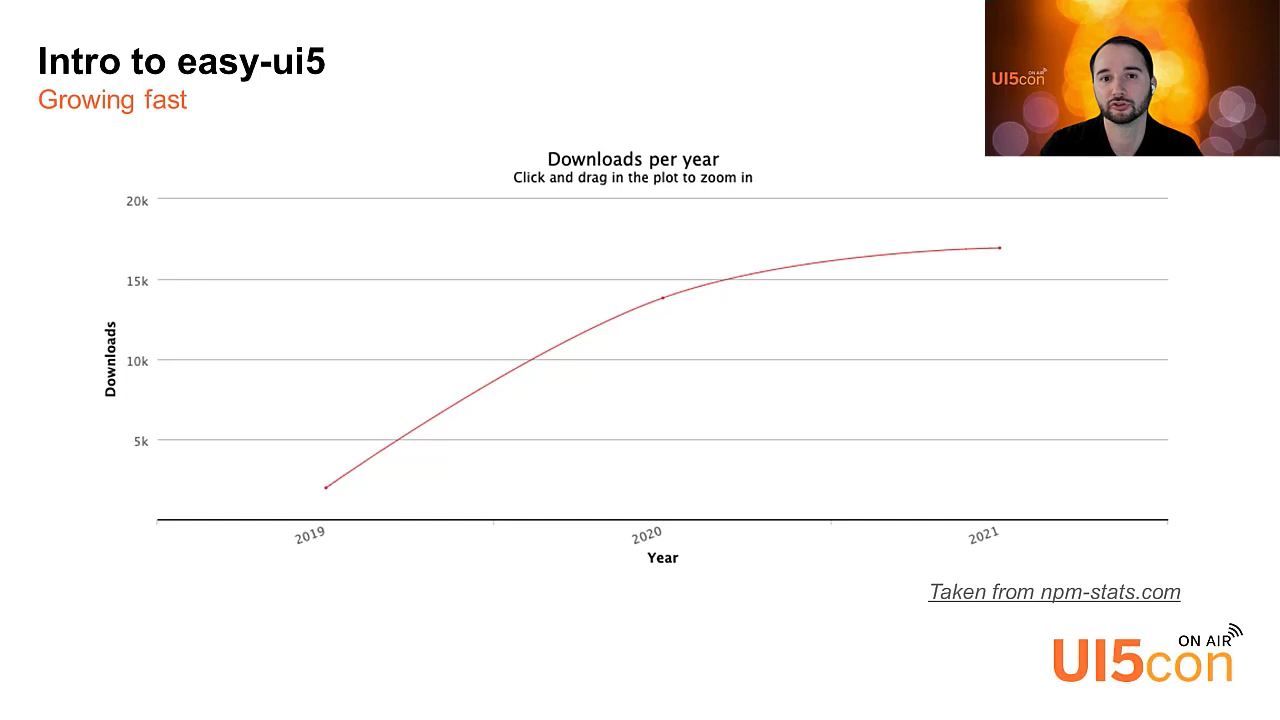 Intro to easy-ui5
Growing fast
ON AIR
UI5con
Downloads per year
Click and drag in the plot to zoom in
20k
15k
10k
5k
Downloads
2019
2020
2021
Year
Taken from npm-stats.com
ON AIR
UI5con